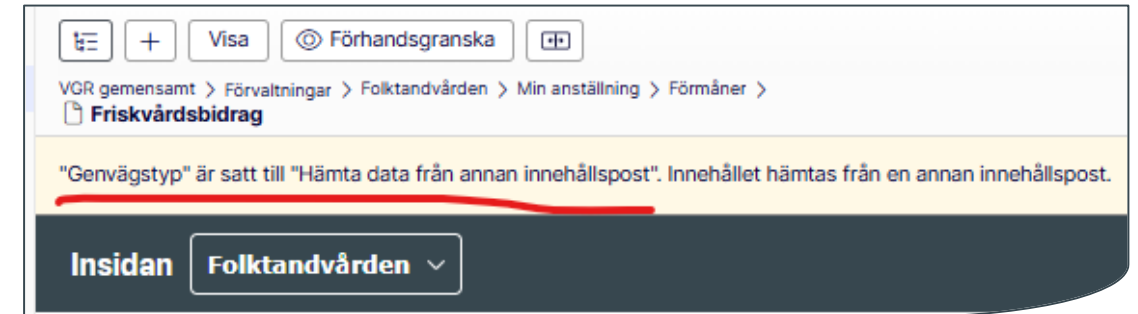 Visa Förhandsgranska
VGR gemensamt > Förvaltningar > Folktandvården > Min anställning > Förmåner >
Friskvårdsbidrag
"Genvägstyp" är satt till "Hämta data från annan innehållspost". Innehållet hämtas från en annan innehållspost.
Insidan Folktandvården